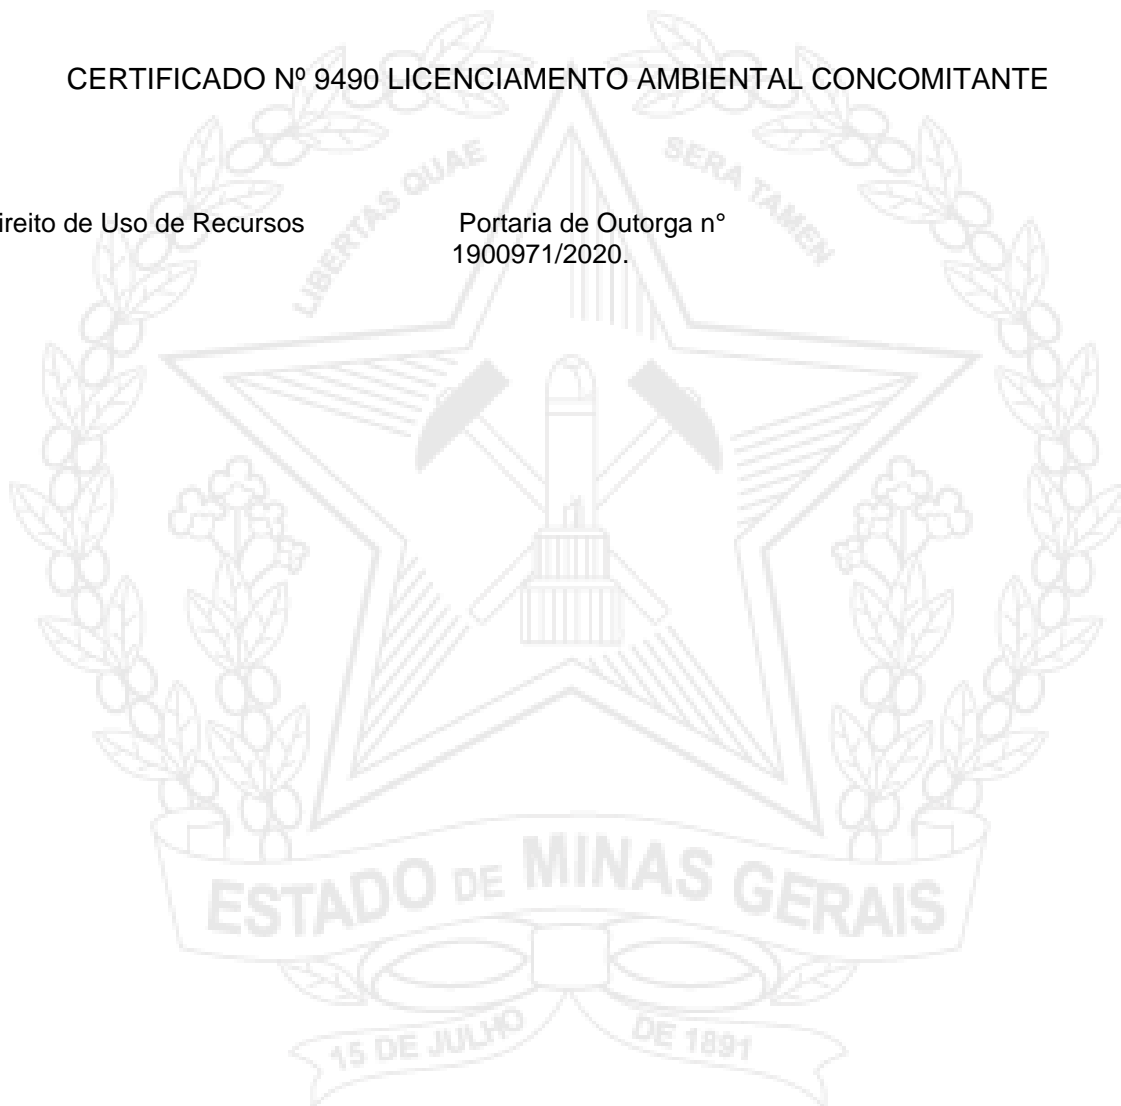 CERTIFICADO Nº 9490 LICENCIAMENTO AMBIENTAL CONCOMITANTE
LIBERTAS QUAE SERA TAMEN
ireito de Uso de Recursos Portaria de Outorga n°
1900971/2020.
ESTADO DE MINAS GERAIS
15 DE JULHO DE 1891